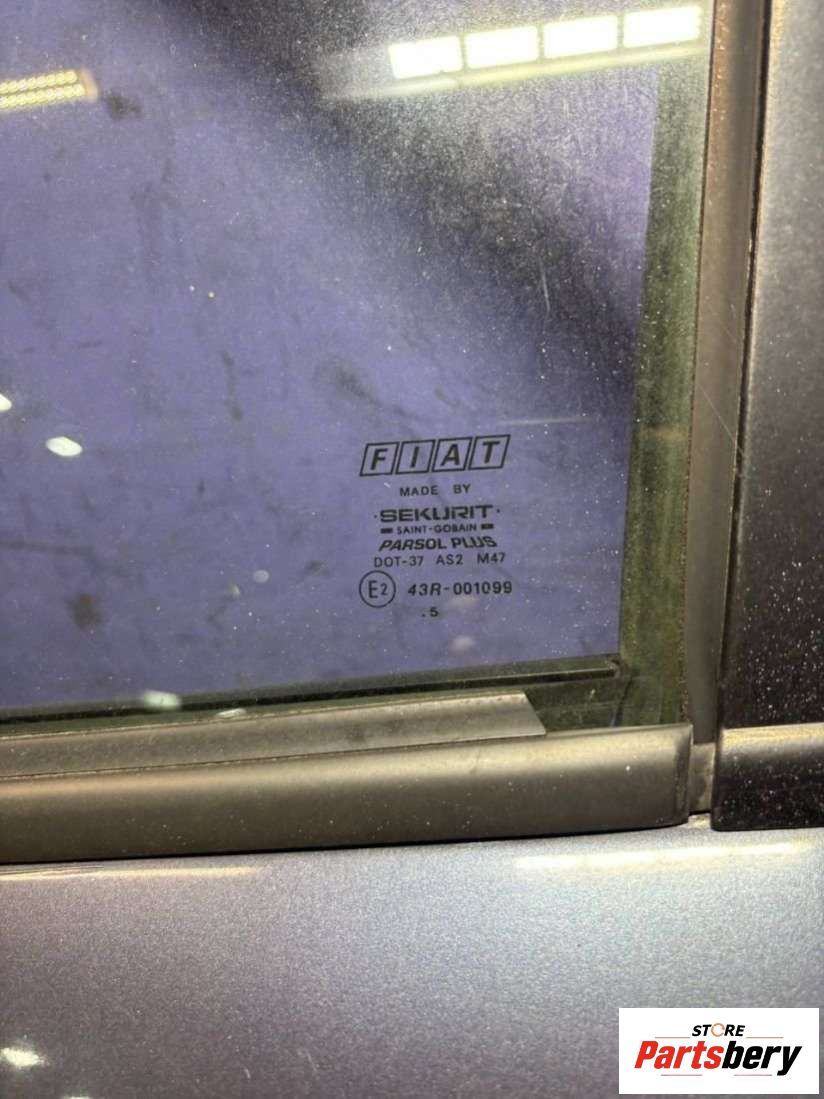 FIAT
MADE BY
·SEKURIT·
SAINT-GOBAIN
PARSOL PLUS
DOT-37 AS2 M47
E2 43R-001099
.5
STORE
Partsbery